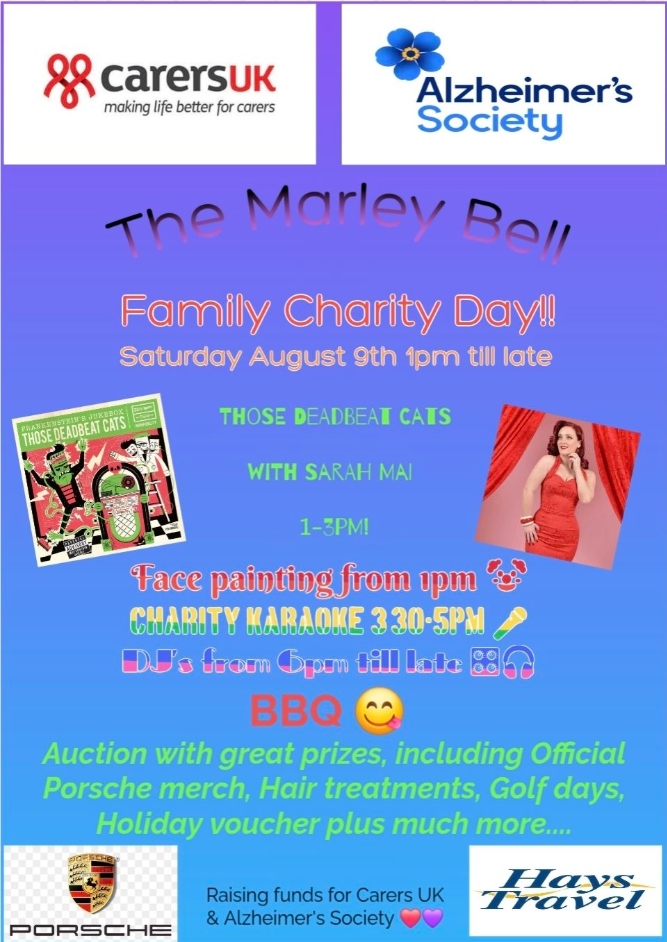 carersUK
making life better for carers
Alzheimer's
Society
The Marley Bell
Family Charity Day!!
Saturday August 9th 1pm till late
FRANKENSTEIN'S JUKEBOX
THOSE DEADBEAT CATS
THOSE DEADBEAT CATS
WITH SARAH MAI
1-3PM!
Face painting from 1pm 🤡
CHARITY KARAOKE 3 30-5PM 🎤
DJ's from 6pm till late 🎛🎧
BBQ 😋
Auction with great prizes, including Official
Porsche merch, Hair treatments, Golf days,
Holiday voucher plus much more....
PORSCHE
PORSCHE
Raising funds for Carers UK
& Alzheimer's Society ❤️💜
Hays
Travel